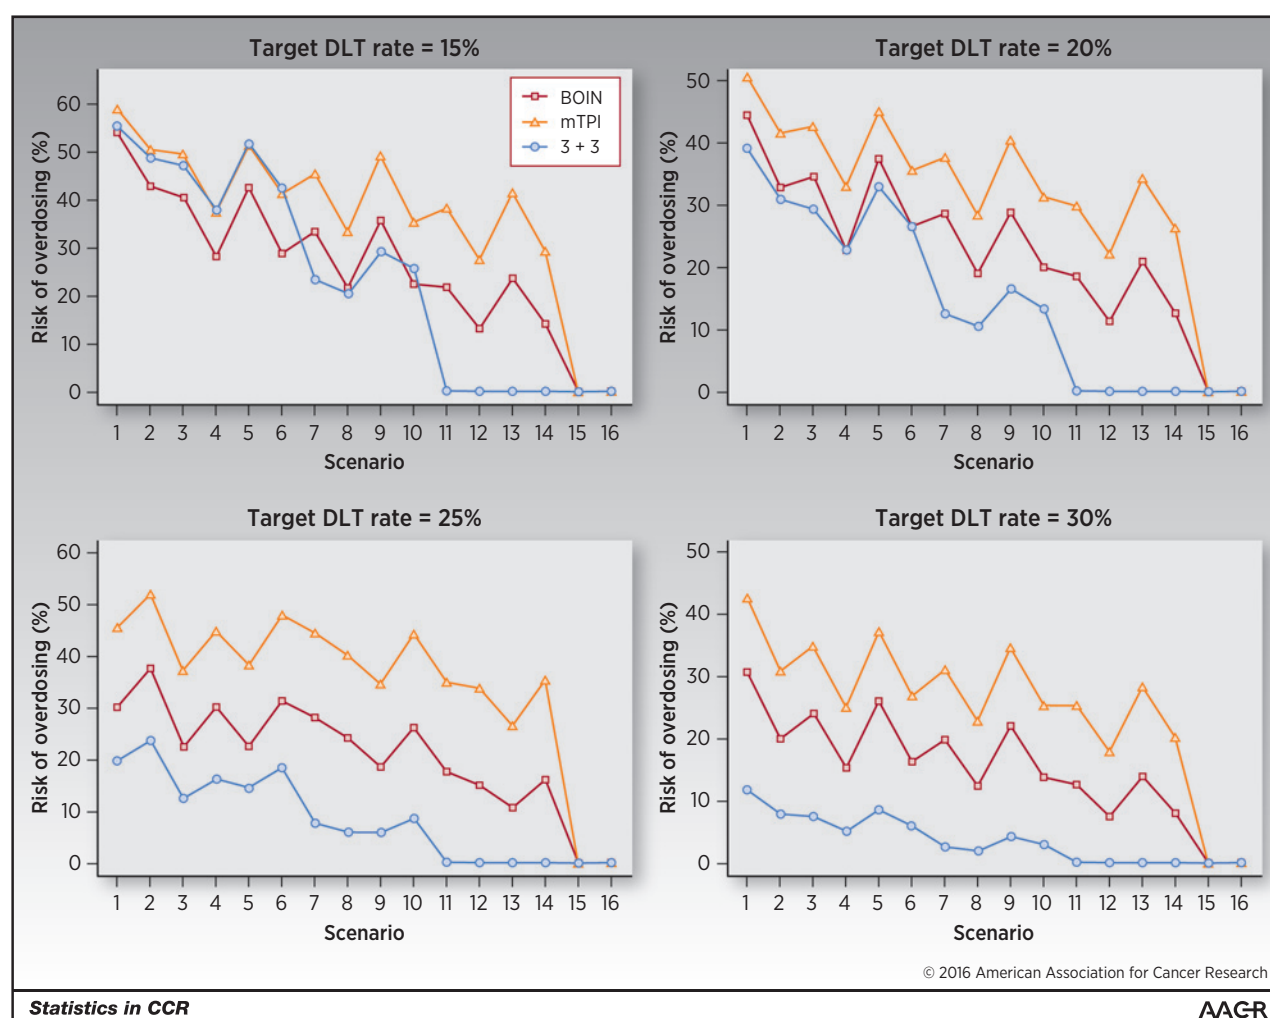 Target DLT rate = 15%
Risk of overdosing (%)
60
50
40
30
20
10
0
BOIN
mTPI
3 + 3
1 2 3 4 5 6 7 8 9 10 11 12 13 14 15 16
Scenario
Target DLT rate = 20%
Risk of overdosing (%)
50
40
30
20
10
0
1 2 3 4 5 6 7 8 9 10 11 12 13 14 15 16
Scenario
Target DLT rate = 25%
Risk of overdosing (%)
60
50
40
30
20
10
0
1 2 3 4 5 6 7 8 9 10 11 12 13 14 15 16
Scenario
Target DLT rate = 30%
Risk of overdosing (%)
50
40
30
20
10
0
1 2 3 4 5 6 7 8 9 10 11 12 13 14 15 16
Scenario
© 2016 American Association for Cancer Research
Statistics in CCR
AACR